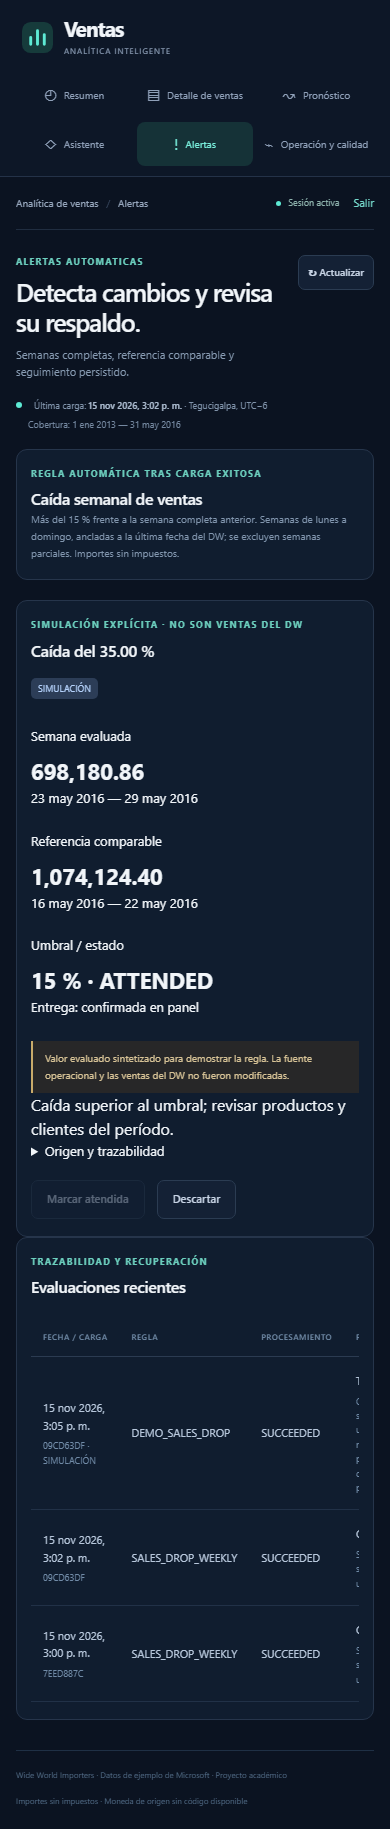 Ventas
ANALÍTICA INTELIGENTE
Resumen
Detalle de ventas
Pronóstico
Asistente
! Alertas
Operación y calidad
Analítica de ventas / Alertas
Sesión activa
Salir
ALERTAS AUTOMATICAS
Detecta cambios y revisa
su respaldo.
↻ Actualizar
Semanas completas, referencia comparable y
seguimiento persistido.
Última carga: 15 nov 2026, 3:02 p. m. · Tegucigalpa, UTC−6
Cobertura: 1 ene 2013 — 31 may 2016
REGLA AUTOMÁTICA TRAS CARGA EXITOSA
Caída semanal de ventas
Más del 15 % frente a la semana completa anterior. Semanas de lunes a
domingo, ancladas a la última fecha del DW; se excluyen semanas
parciales. Importes sin impuestos.
SIMULACIÓN EXPLÍCITA · NO SON VENTAS DEL DW
Caída del 35.00 %
SIMULACIÓN
Semana evaluada
698,180.86
23 may 2016 — 29 may 2016
Referencia comparable
1,074,124.40
16 may 2016 — 22 may 2016
Umbral / estado
15 % · ATTENDED
Entrega: confirmada en panel
Valor evaluado sintetizado para demostrar la regla. La fuente
operacional y las ventas del DW no fueron modificadas.
Caída superior al umbral; revisar productos y
clientes del período.
▶ Origen y trazabilidad
Marcar atendida
Descartar
TRAZABILIDAD Y RECUPERACIÓN
Evaluaciones recientes
FECHA / CARGA
REGLA
PROCESAMIENTO
15 nov 2026,
3:05 p. m.
09CD63DF ·
SIMULACIÓN
DEMO_SALES_DROP
SUCCEEDED
15 nov 2026,
3:02 p. m.
09CD63DF
SALES_DROP_WEEKLY
SUCCEEDED
15 nov 2026,
3:00 p. m.
7EED887C
SALES_DROP_WEEKLY
SUCCEEDED
Wide World Importers · Datos de ejemplo de Microsoft · Proyecto académico
Importes sin impuestos · Moneda de origen sin código disponible